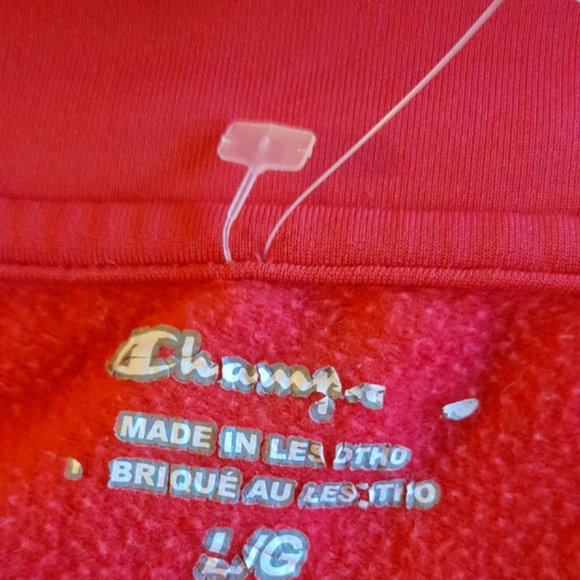 Champ
MADE IN LESOTHO
BRIQUÉ AU LESOTHO
L/G